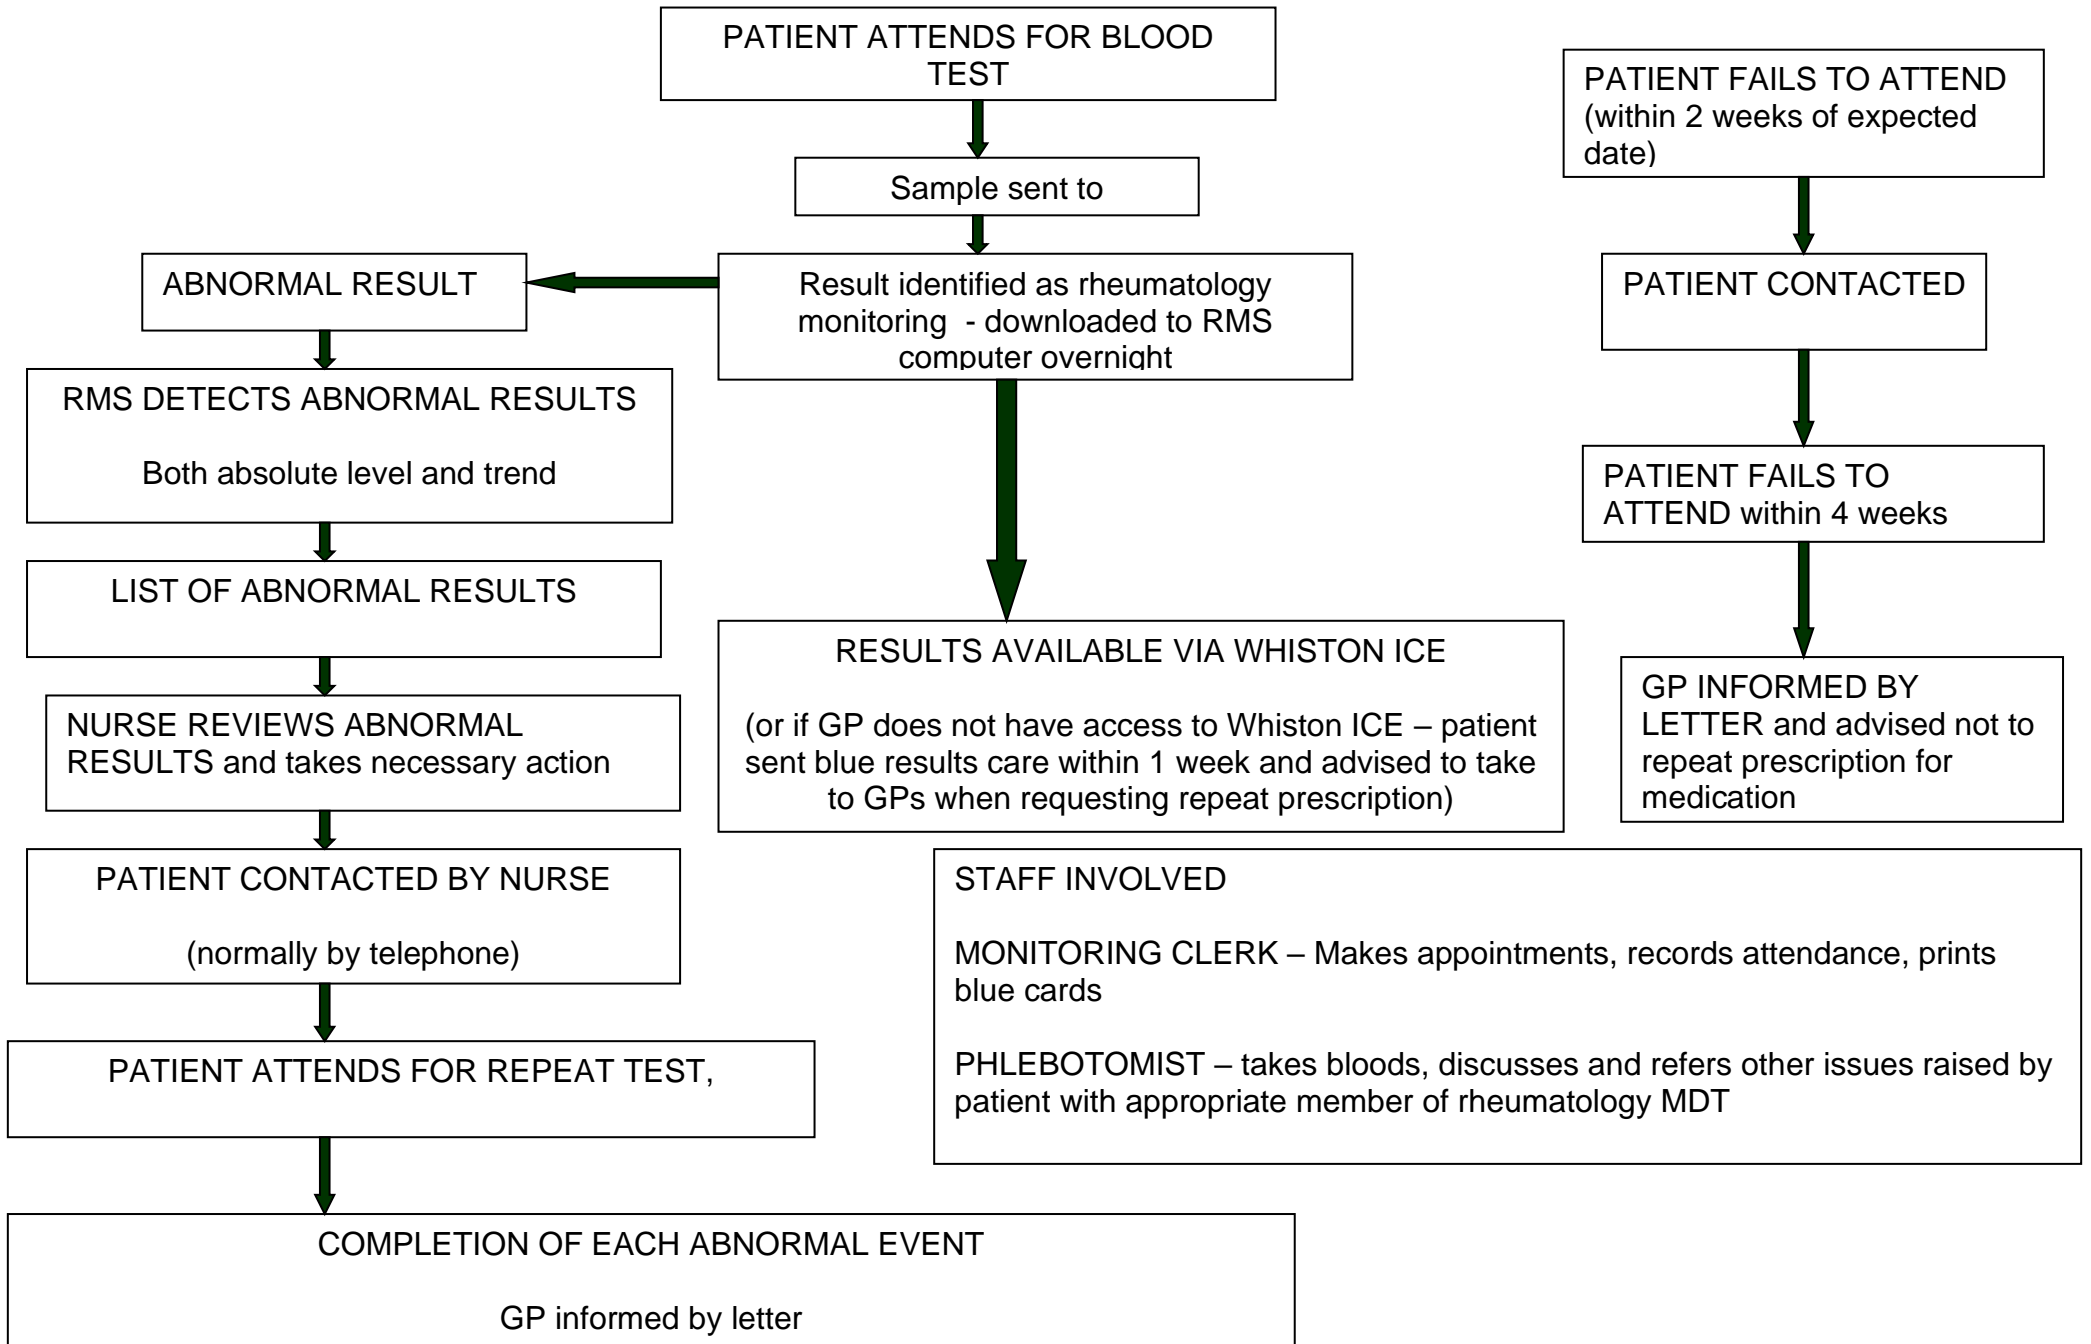 PATIENT ATTENDS FOR BLOOD
TEST
Sample sent to
Result identified as rheumatology
monitoring  - downloaded to RMS
computer overnight
ABNORMAL RESULT
RMS DETECTS ABNORMAL RESULTS
Both absolute level and trend
LIST OF ABNORMAL RESULTS
NURSE REVIEWS ABNORMAL
RESULTS and takes necessary action
PATIENT CONTACTED BY NURSE
(normally by telephone)
PATIENT ATTENDS FOR REPEAT TEST,
COMPLETION OF EACH ABNORMAL EVENT
GP informed by letter
RESULTS AVAILABLE VIA WHISTON ICE
(or if GP does not have access to Whiston ICE – patient
sent blue results care within 1 week and advised to take
to GPs when requesting repeat prescription)
PATIENT FAILS TO ATTEND
(within 2 weeks of expected
date)
PATIENT CONTACTED
PATIENT FAILS TO
ATTEND within 4 weeks
GP INFORMED BY
LETTER and advised not to
repeat prescription for
medication
STAFF INVOLVED
MONITORING CLERK – Makes appointments, records attendance, prints
blue cards
PHLEBOTOMIST – takes bloods, discusses and refers other issues raised by
patient with appropriate member of rheumatology MDT